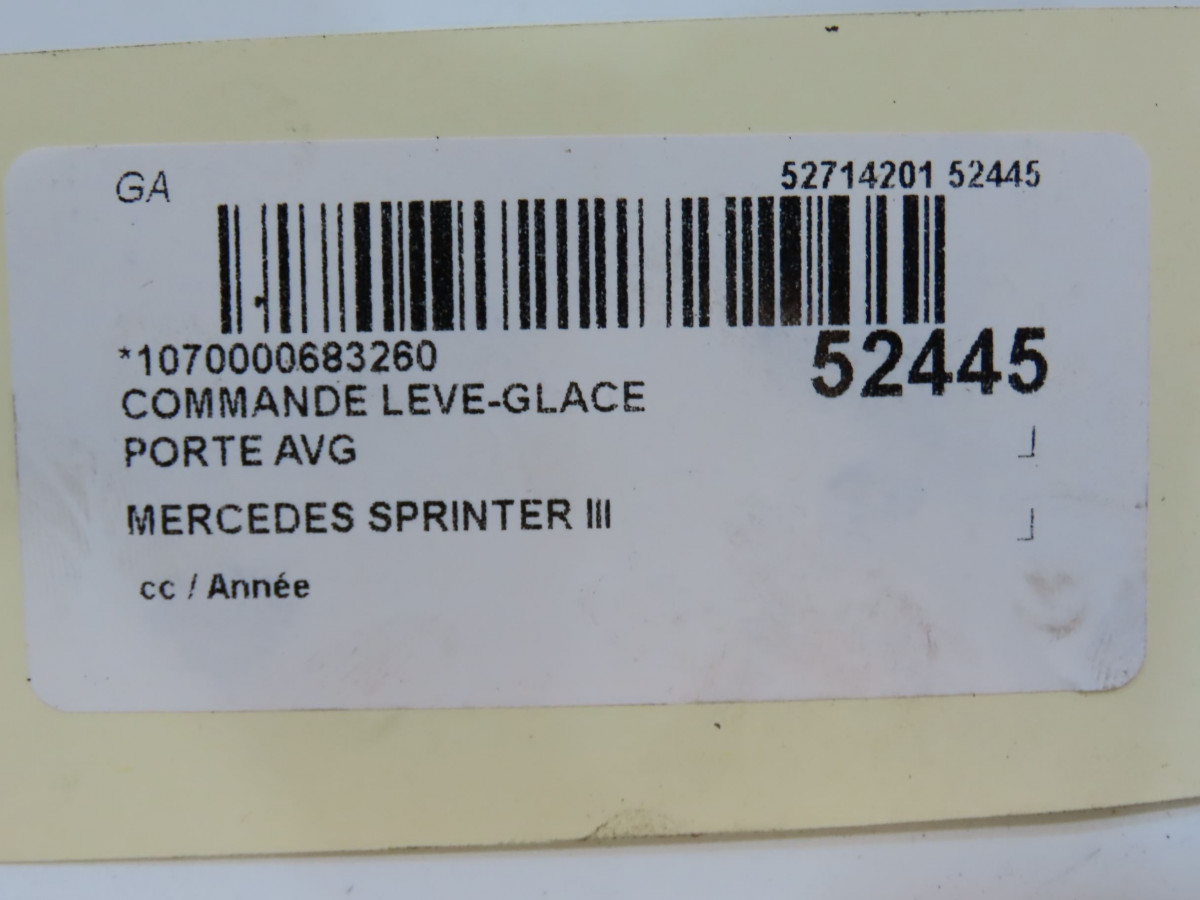 GA
52714201 52445
*1070000683260
52445
COMMANDE LEVE-GLACE
PORTE AVG
MERCEDES SPRINTER III
cc / Année